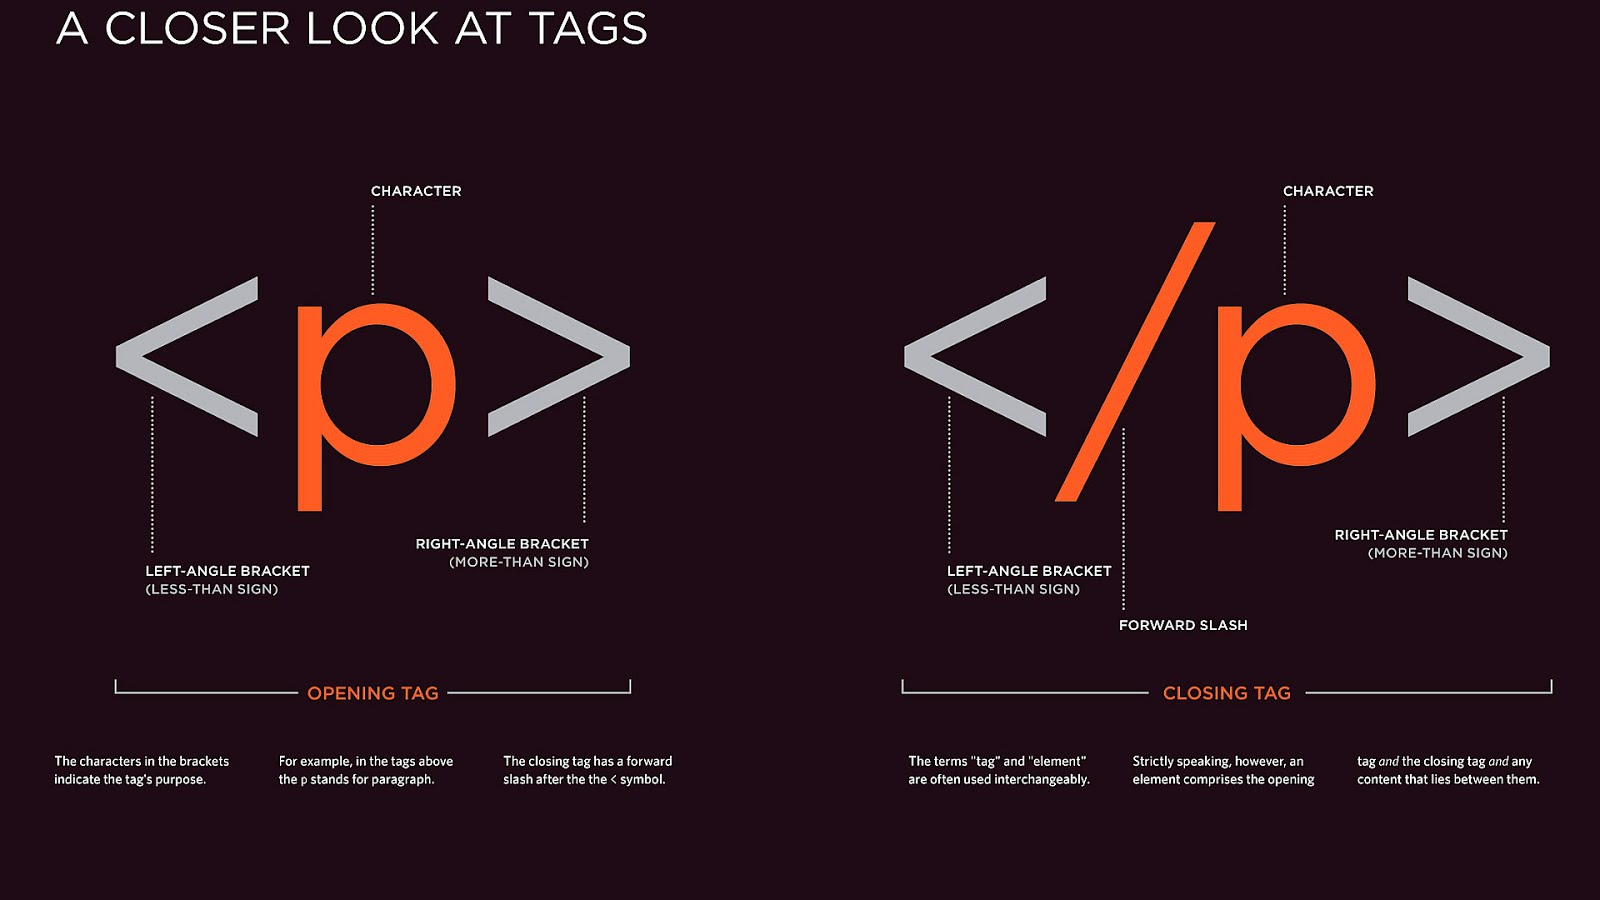 A CLOSER LOOK AT TAGS
CHARACTER
<p>
LEFT-ANGLE BRACKET
(LESS-THAN SIGN)
RIGHT-ANGLE BRACKET
(MORE-THAN SIGN)
OPENING TAG
The characters in the brackets
indicate the tag's purpose.
For example, in the tags above
the p stands for paragraph.
The closing tag has a forward
slash after the the < symbol.
CHARACTER
</p>
LEFT-ANGLE BRACKET
(LESS-THAN SIGN)
FORWARD SLASH
RIGHT-ANGLE BRACKET
(MORE-THAN SIGN)
CLOSING TAG
The terms "tag" and "element"
are often used interchangeably.
Strictly speaking, however, an
element comprises the opening
tag and the closing tag and any
content that lies between them.